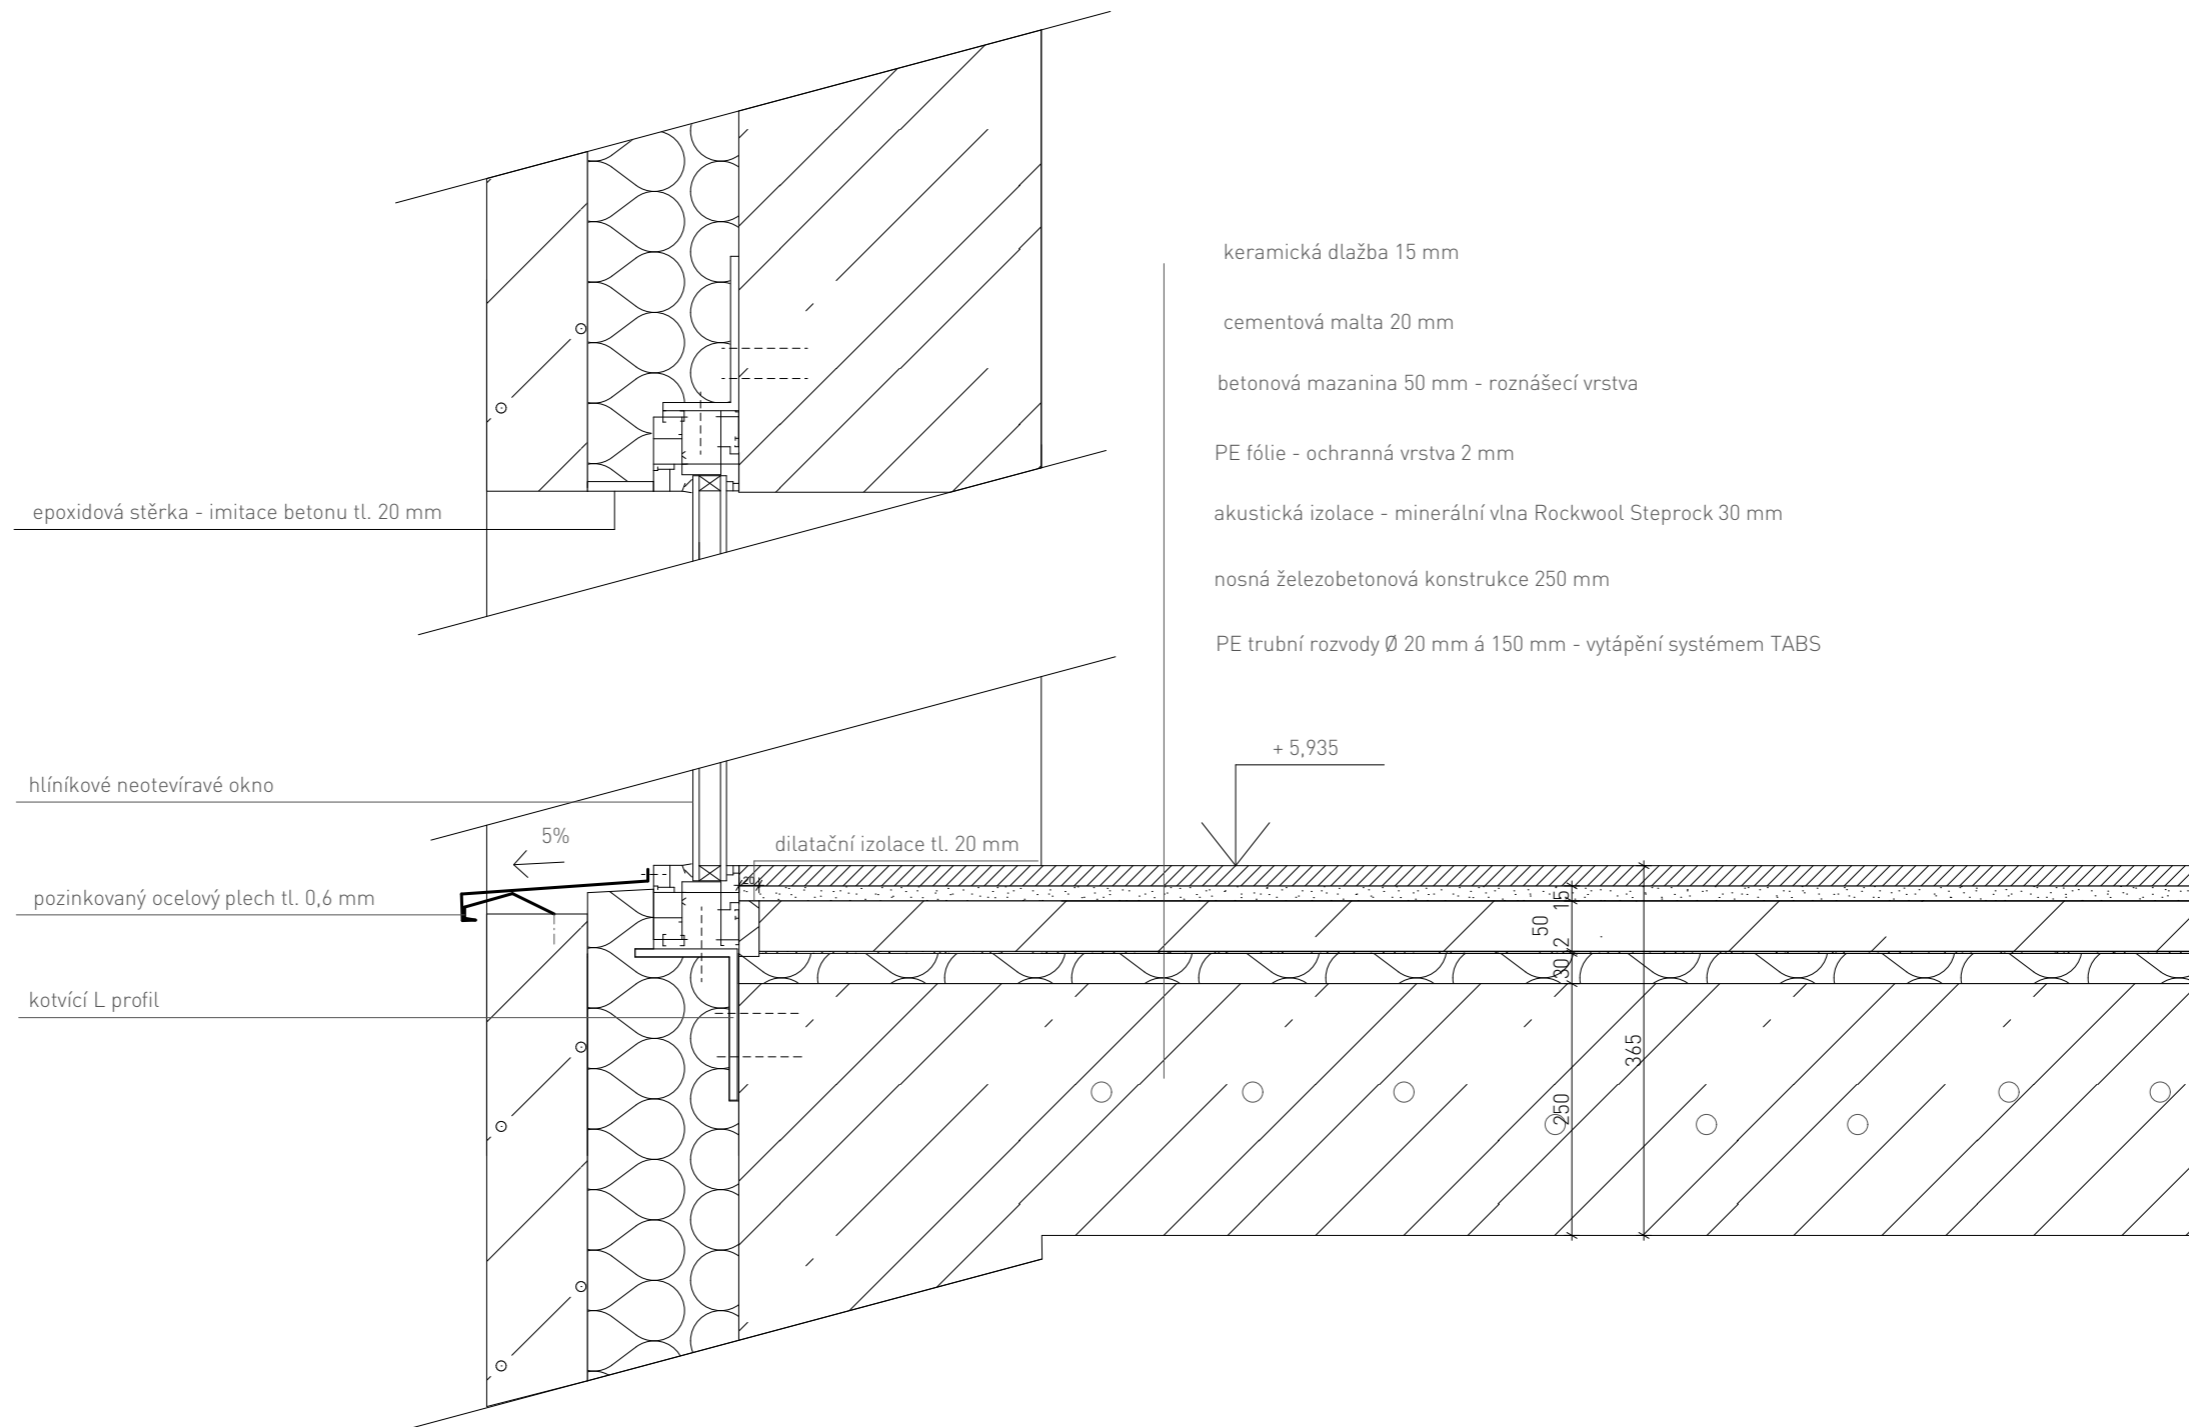 keramická dlažba 15 mm
cementová malta 20 mm
betonová mazanina 50 mm - roznášecí vrstva
PE fólie - ochranná vrstva 2 mm
epoxidová stěrka - imitace betonu tl. 20 mm
akustická izolace - minerální vlna Rockwool Steprock 30 mm
nosná železobetonová konstrukce 250 mm
PE trubní rozvody Ø 20 mm á 150 mm - vytápění systémem TABS
+ 5,935
hlíníkové neotevíravé okno
5%
dilatační izolace tl. 20 mm
20
pozinkovaný ocelový plech tl. 0,6 mm
15
50
2
30
kotvící L profil
365
250